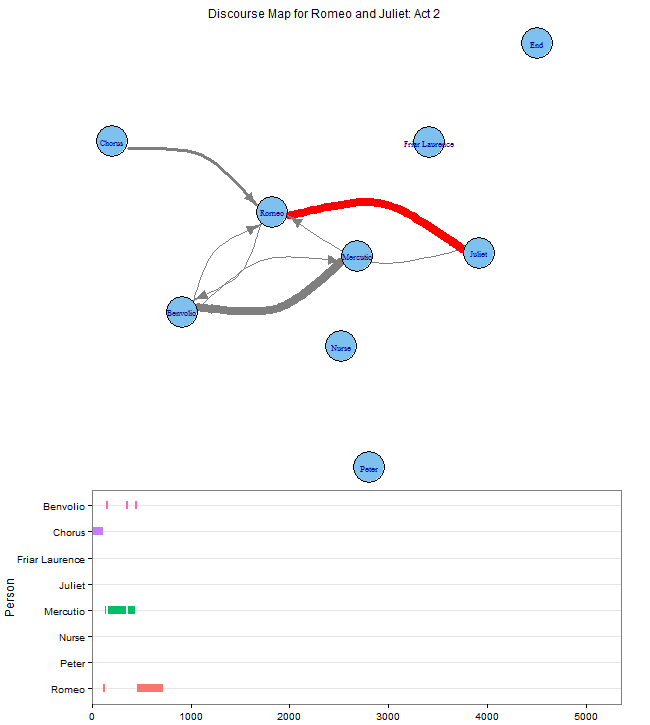 Discourse Map for Romeo and Juliet: Act 2
End
Chorus
Friar Laurence
Romeo
Mercutio
Juliet
Benvolio
Nurse
Peter
Person
Benvolio
Chorus
Friar Laurence
Juliet
Mercutio
Nurse
Peter
Romeo
0 1000 2000 3000 4000 5000